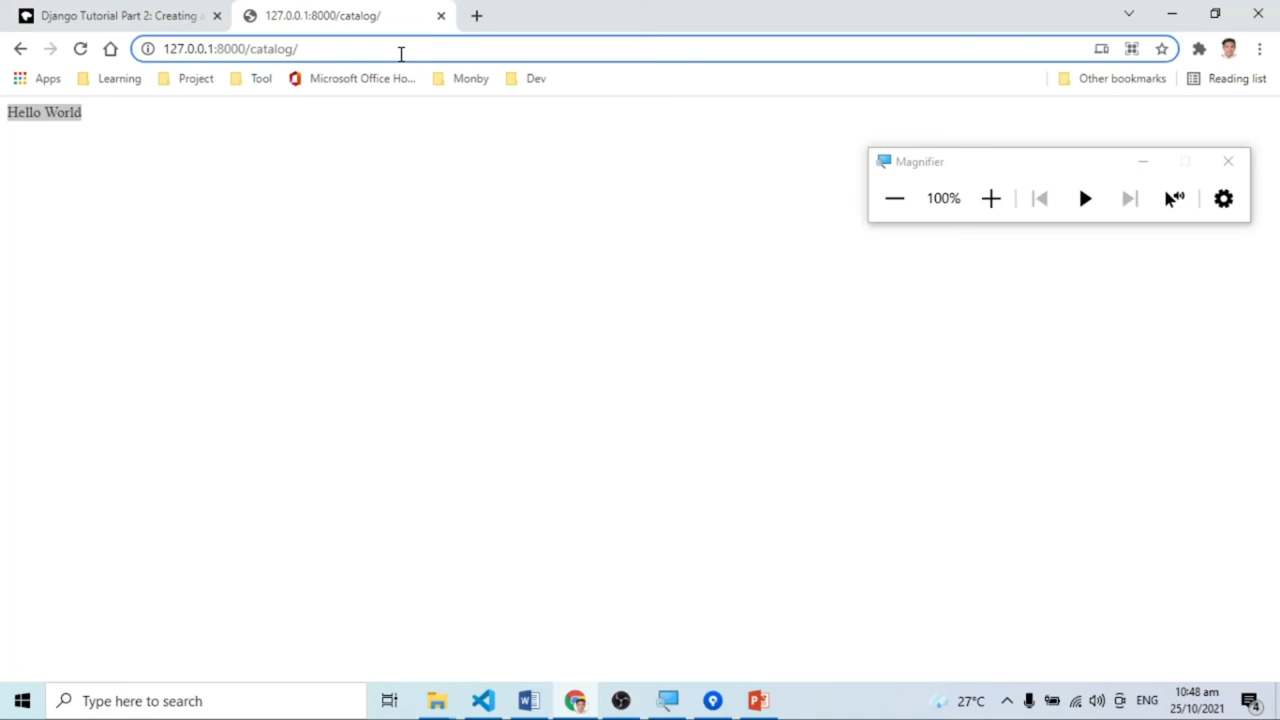 Django Tutorial Part 2: Creating a
127.0.0.1:8000/catalog/
127.0.0.1:8000/catalog/
Apps
Learning
Project
Tool
Microsoft Office Ho...
Monby
Dev
Other bookmarks
Reading list
Hello World
Magnifier
100%
Type here to search
27°C
ENG
10:48 am
25/10/2021
4